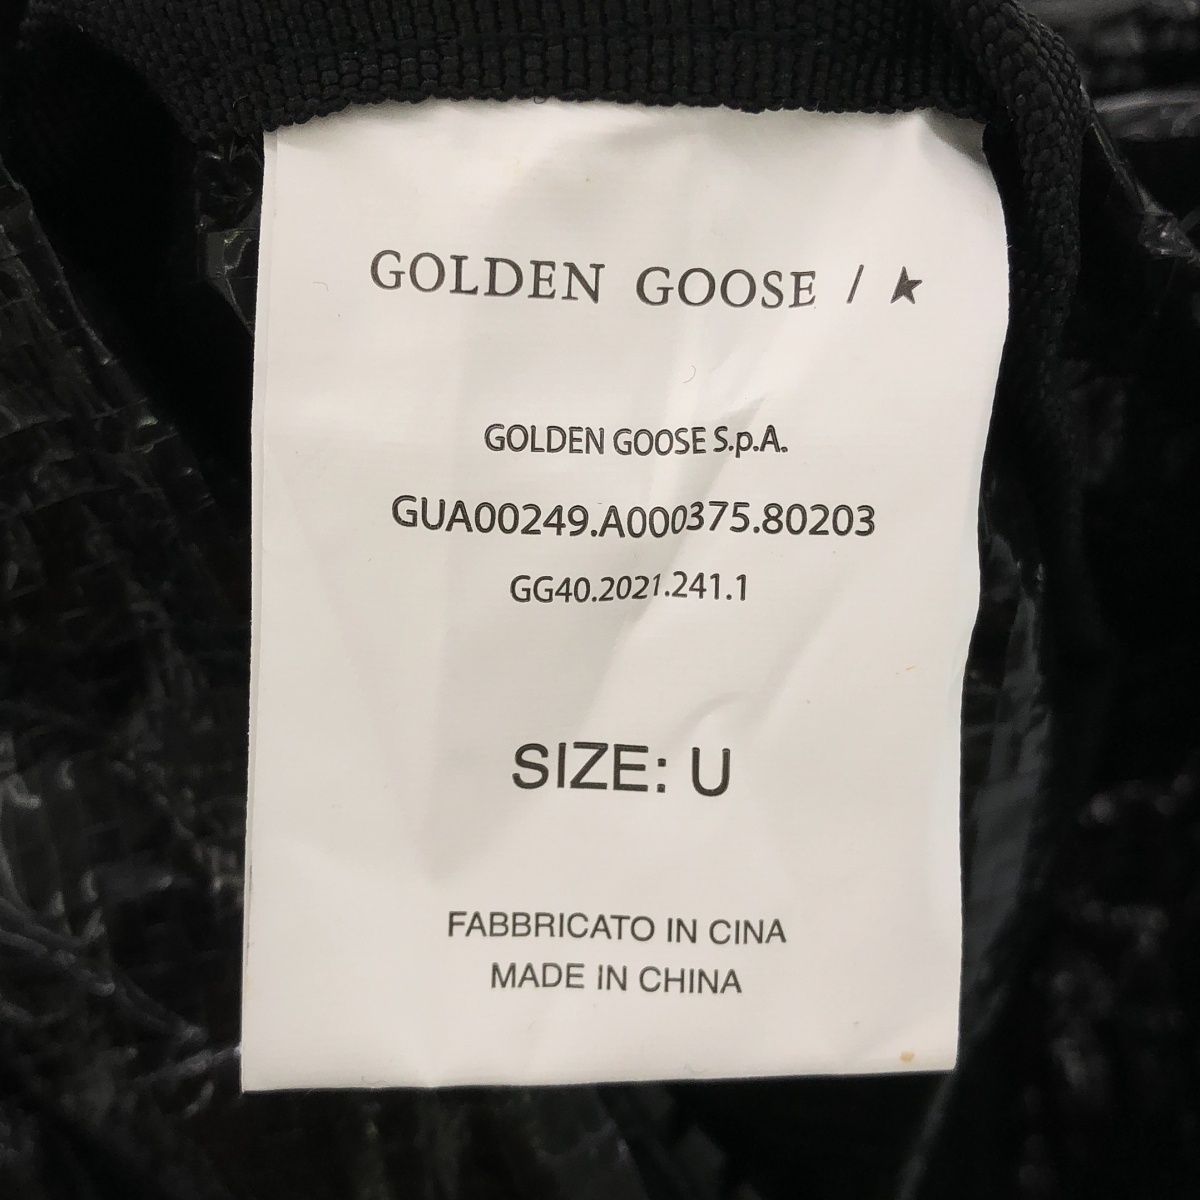 GOLDEN GOOSE / ★
GOLDEN GOOSE S.p.A.
GUA00249.A000375.80203
GG40.2021.241.1
SIZE: U
FABBRICATO IN CINA
MADE IN CHINA